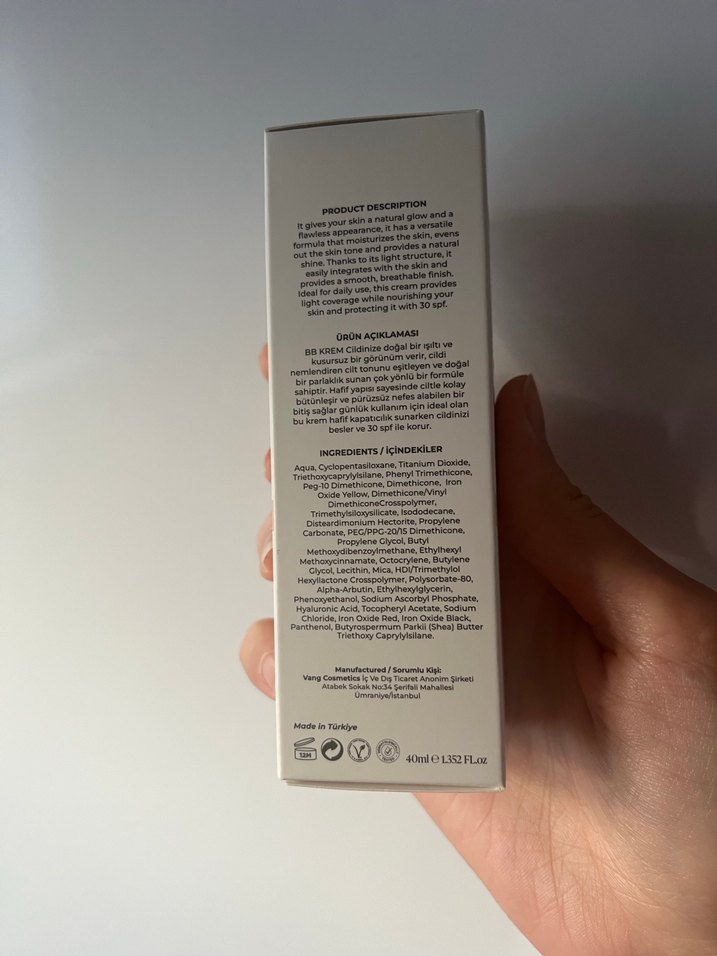 PRODUCT DESCRIPTION
It gives your skin a natural glow and a
flawless appearance, it has a versatile
formula that moisturizes the skin, evens
out the skin tone and provides a natural
shine. Thanks to its light structure, it
easily integrates with the skin and
provides a smooth, breathable finish.
Ideal for daily use, this cream provides
light coverage while nourishing your
skin and protecting it with 30 spf.
ÜRÜN AÇIKLAMASI
BB KREM Cildinize doğal bir ışıltı ve
kusursuz bir görünüm verir, cildi
nemlendiren cilt tonunu eşitleyen ve doğal
bir parlaklık sunan çok yönlü bir formüle
sahiptir. Hafif yapısı sayesinde ciltle kolay
bütünleşir ve pürüzsüz nefes alabilen bir
bitiş sağlar günlük kullanım için ideal olan
bu krem hafif kapatıcılık sunarken cildinizi
besler ve 30 spf ile korur.
INGREDIENTS / İÇİNDEKİLER
Aqua, Cyclopentasiloxane, Titanium Dioxide,
Triethoxycaprylylsilane, Phenyl Trimethicone,
Peg-10 Dimethicone, Dimethicone, Iron
Oxide Yellow, Dimethicone/Vinyl
DimethiconeCrosspolymer,
Trimethylsiloxysilicate, Isododecane,
Disteardimonium Hectorite, Propylene
Carbonate, PEG/PPG-20/15 Dimethicone,
Propylene Glycol, Butyl
Methoxydibenzoylmethane, Ethylhexyl
Methoxycinnamate, Octocrylene, Butylene
Glycol, Lecithin, Mica, HDI/Trimethylol
Hexyllactone Crosspolymer, Polysorbate-80,
Alpha-Arbutin, Ethylhexylglycerin,
Phenoxyethanol, Sodium Ascorbyl Phosphate,
Hyaluronic Acid, Tocopheryl Acetate, Sodium
Chloride, Iron Oxide Red, Iron Oxide Black,
Panthenol, Butyrospermum Parkii (Shea) Butter
Triethoxy Caprylylsilane.
Manufactured / Sorumlu Kişi:
Vang Cosmetics İç Ve Dış Ticaret Anonim Şirketi
Atabek Sokak No:34 Şerifali Mahallesi
Ümraniye/İstanbul
Made in Türkiye
12M
40ml ℮ 1.352 FL.oz